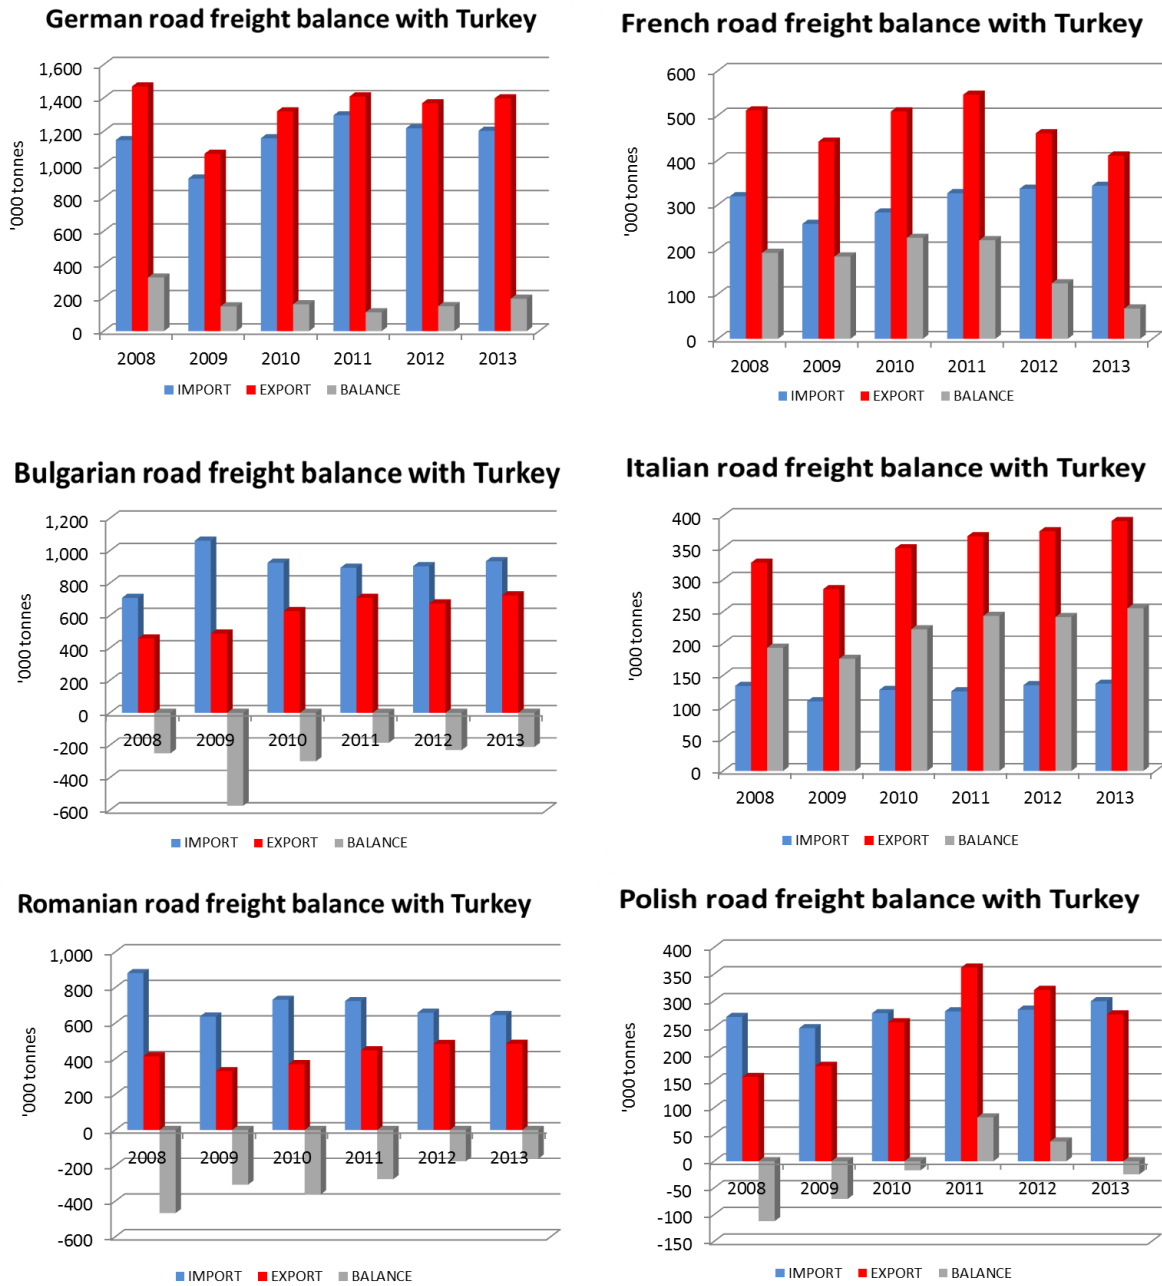 German road freight balance with Turkey
'000 tonnes
1,600
1,400
1,200
1,000
800
600
400
200
0
2008 2009 2010 2011 2012 2013
IMPORT EXPORT BALANCE
French road freight balance with Turkey
'000 tonnes
600
500
400
300
200
100
0
2008 2009 2010 2011 2012 2013
IMPORT EXPORT BALANCE
Bulgarian road freight balance with Turkey
'000 tonnes
1,200
1,000
800
600
400
200
0
-200
-400
-600
2008 2009 2010 2011 2012 2013
IMPORT EXPORT BALANCE
Italian road freight balance with Turkey
'000 tonnes
400
350
300
250
200
150
100
50
0
2008 2009 2010 2011 2012 2013
IMPORT EXPORT BALANCE
Romanian road freight balance with Turkey
'000 tonnes
1,000
800
600
400
200
0
-200
-400
-600
2008 2009 2010 2011 2012 2013
IMPORT EXPORT BALANCE
Polish road freight balance with Turkey
'000 tonnes
400
350
300
250
200
150
100
50
0
-50
-100
-150
2008 2009 2010 2011 2012 2013
IMPORT EXPORT BALANCE